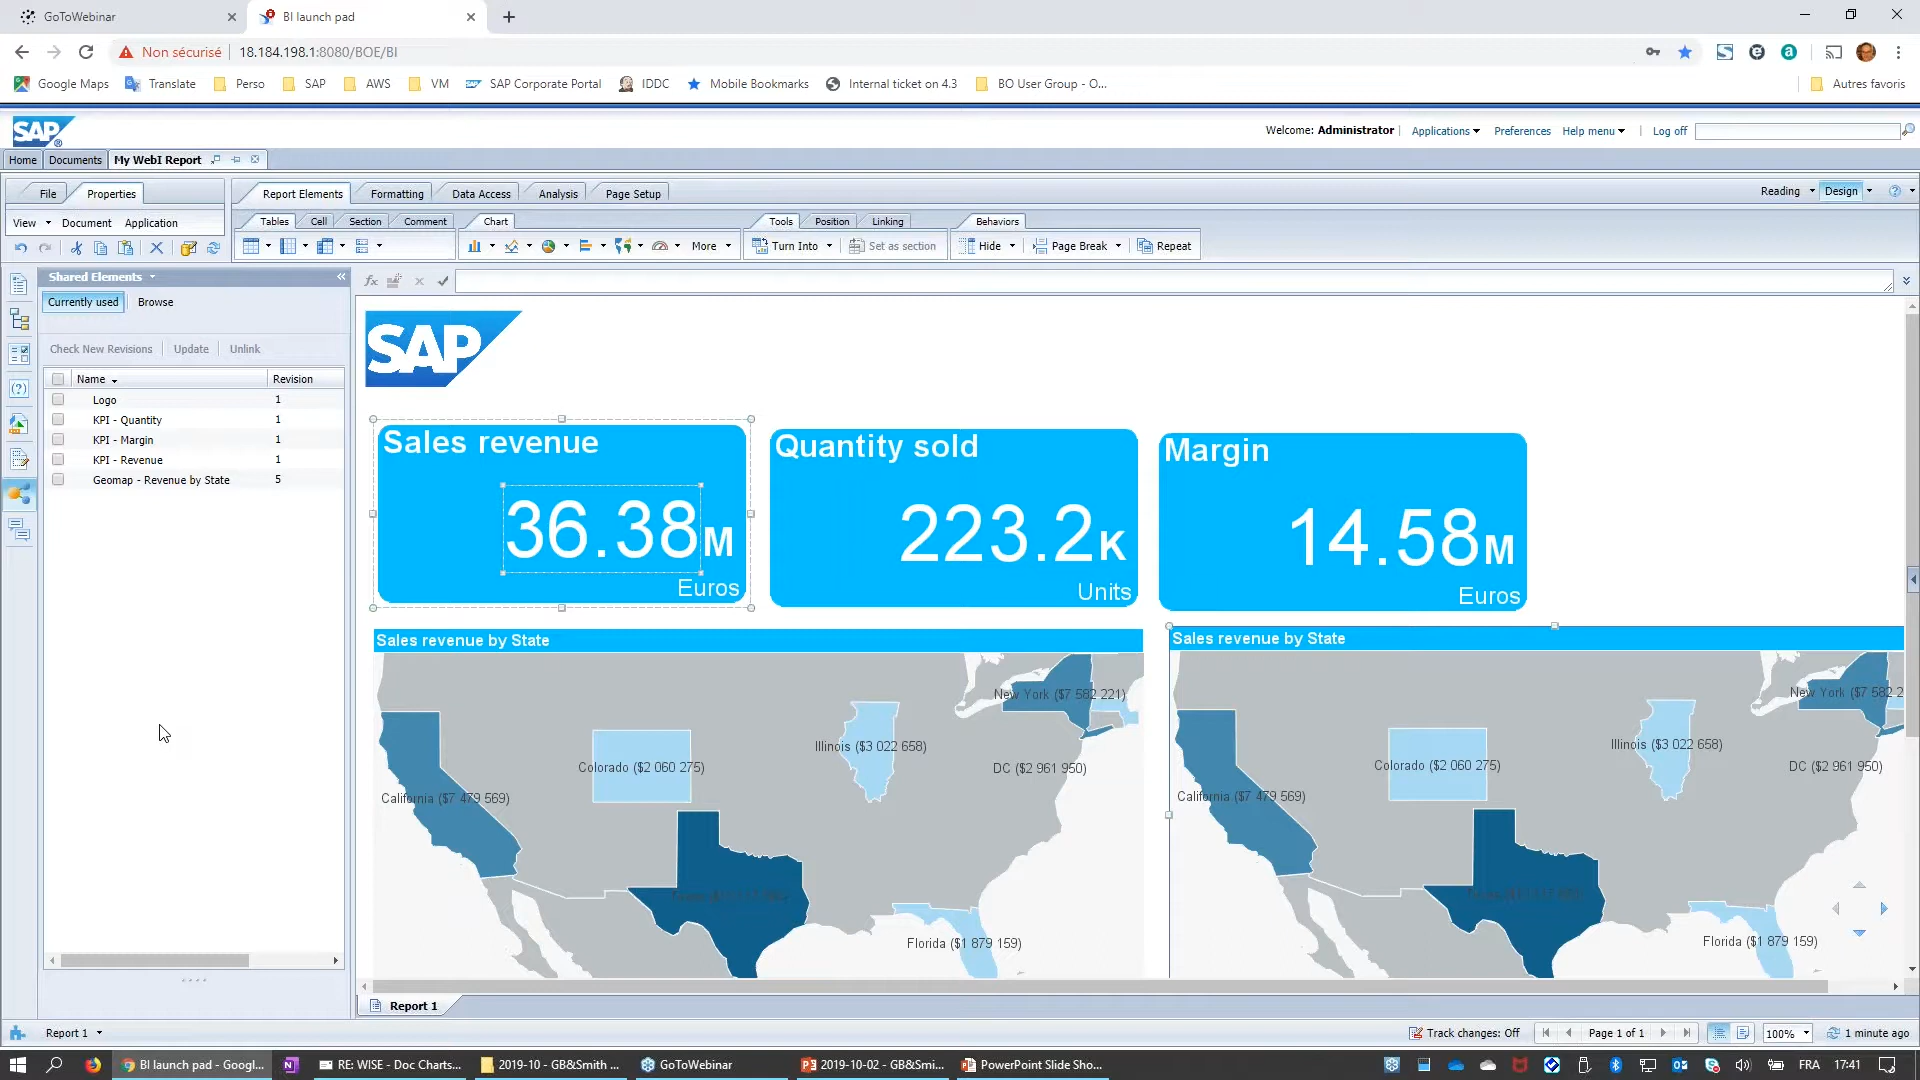 GoToWebinar
BI launch pad
Non sécurisé
18.184.198.1:8080/BOE/BI
Google Maps
Translate
Perso
SAP
AWS
VM
SAP Corporate Portal
IDDC
Mobile Bookmarks
Internal ticket on 4.3
BO User Group - O...
Autres favoris
SAP
Welcome: Administrator
Applications
Preferences
Help menu
Log off
Home
Documents
My WebI Report
File
Properties
Report Elements
Formatting
Data Access
Analysis
Page Setup
Reading
Design
View
Document
Application
Tables
Cell
Section
Comment
Chart
Tools
Position
Linking
Behaviors
More
Turn Into
Set as section
Hide
Page Break
Repeat
Shared Elements
Currently used
Browse
Check New Revisions
Update
Unlink
Name
Revision
Logo 1
KPI - Quantity 1
KPI - Margin 1
KPI - Revenue 1
Geomap - Revenue by State 5
SAP
Sales revenue
36.38M
Euros
Quantity sold
223.2K
Units
Margin
14.58M
Euros
Sales revenue by State
New York ($7 582 221)
Illinois ($3 022 658)
Colorado ($2 060 275)
DC ($2 961 950)
California ($7 479 569)
Florida ($1 879 159)
Sales revenue by State
New York ($7 582 2
Illinois ($3 022 658)
Colorado ($2 060 275)
DC ($2 961 950)
California ($7 479 569)
Florida ($1 879 159)
Report 1
Report 1
Track changes: Off
Page 1 of 1
100%
1 minute ago
BI launch pad - Googl...
RE: WISE - Doc Charts...
2019-10 - GB&Smith ...
GoToWebinar
2019-10-02 - GB&Smi...
PowerPoint Slide Sho...
FRA
17:41